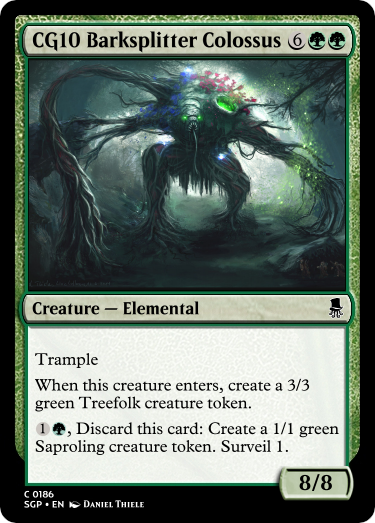 CG10 Barksplitter Colossus 6
Creature — Elemental
Trample
When this creature enters, create a 3/3
green Treefolk creature token.
1, Discard this card: Create a 1/1 green
Saproling creature token. Surveil 1.
8/8
C 0186
SGP • EN Daniel Thiele